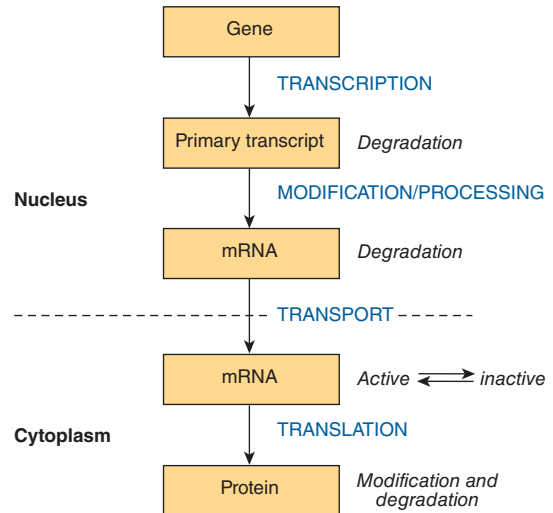 Gene
TRANSCRIPTION
Primary transcript
Degradation
MODIFICATION/PROCESSING
Nucleus
mRNA
Degradation
TRANSPORT
mRNA
Active
inactive
TRANSLATION
Cytoplasm
Protein
Modification and
degradation